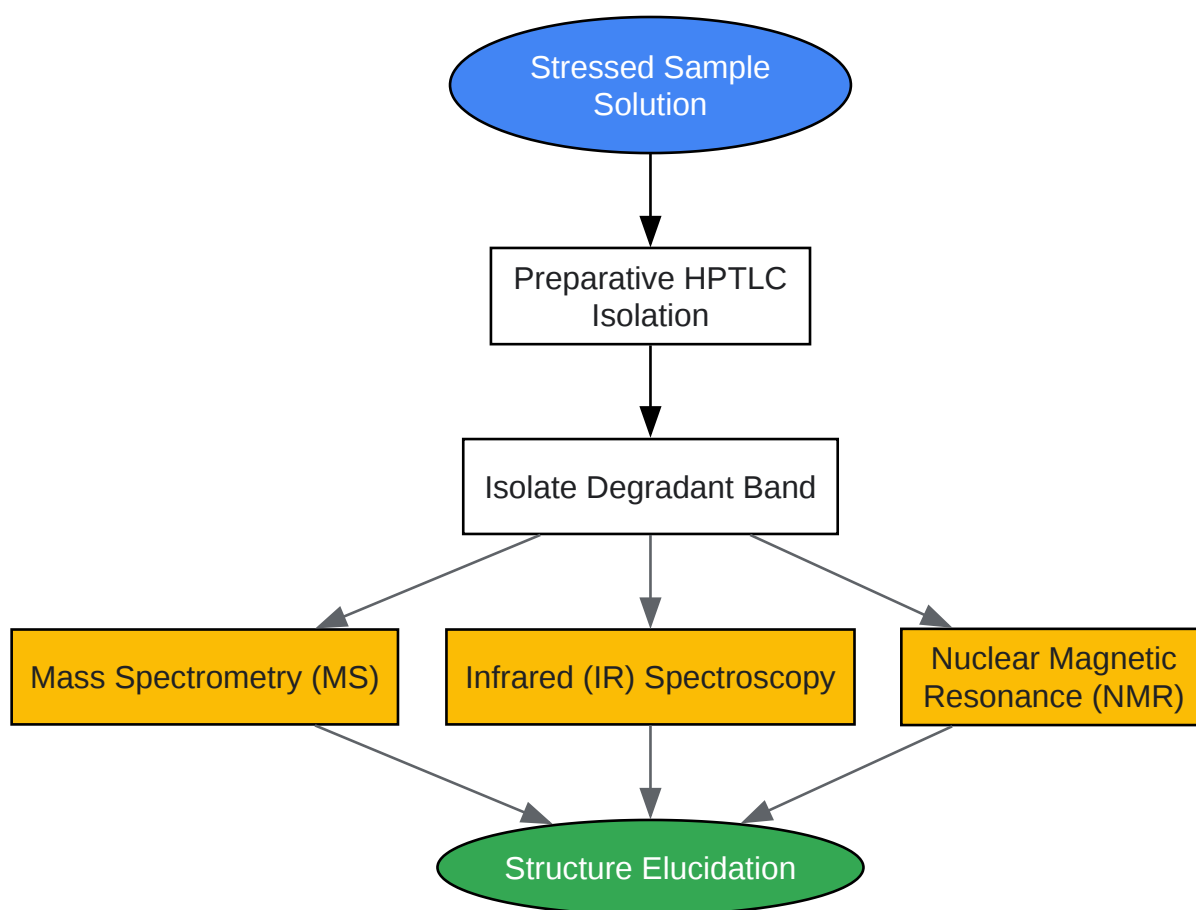 Stressed Sample
Solution
Preparative HPTLC
Isolation
Isolate Degradant Band
Mass Spectrometry (MS)
Infrared (IR) Spectroscopy
Nuclear Magnetic
Resonance (NMR)
Structure Elucidation